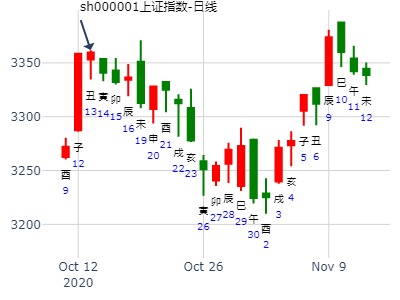 sh000001上证指数-日线
3350
3300
3250
3200
酉
9
子
12
丑
13
寅
14
卯
15
辰
16
未
19
申
20
酉
21
戌
22
亥
23
寅
26
卯
27
辰
28
巳
29
午
30
酉
2
戌
3
亥
4
子
5
丑
6
辰
9
巳
10
午
11
未
12
Oct 12
2020
Oct 26
Nov 9